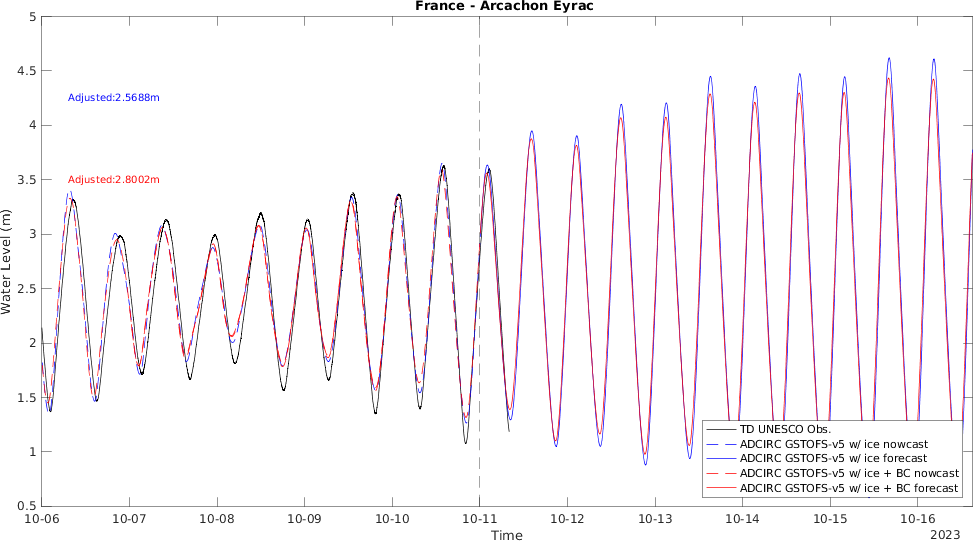 France - Arcachon Eyrac
5
4.5
4
3.5
3
2.5
2
1.5
1
0.5
Water Level (m)
Adjusted:2.5688m
Adjusted:2.8002m
TD UNESCO Obs.
ADCIRC GSTOFS-v5 w/ ice nowcast
ADCIRC GSTOFS-v5 w/ ice forecast
ADCIRC GSTOFS-v5 w/ ice + BC nowcast
ADCIRC GSTOFS-v5 w/ ice + BC forecast
10-06 10-07 10-08 10-09 10-10 10-11 10-12 10-13 10-14 10-15 10-16
Time
2023